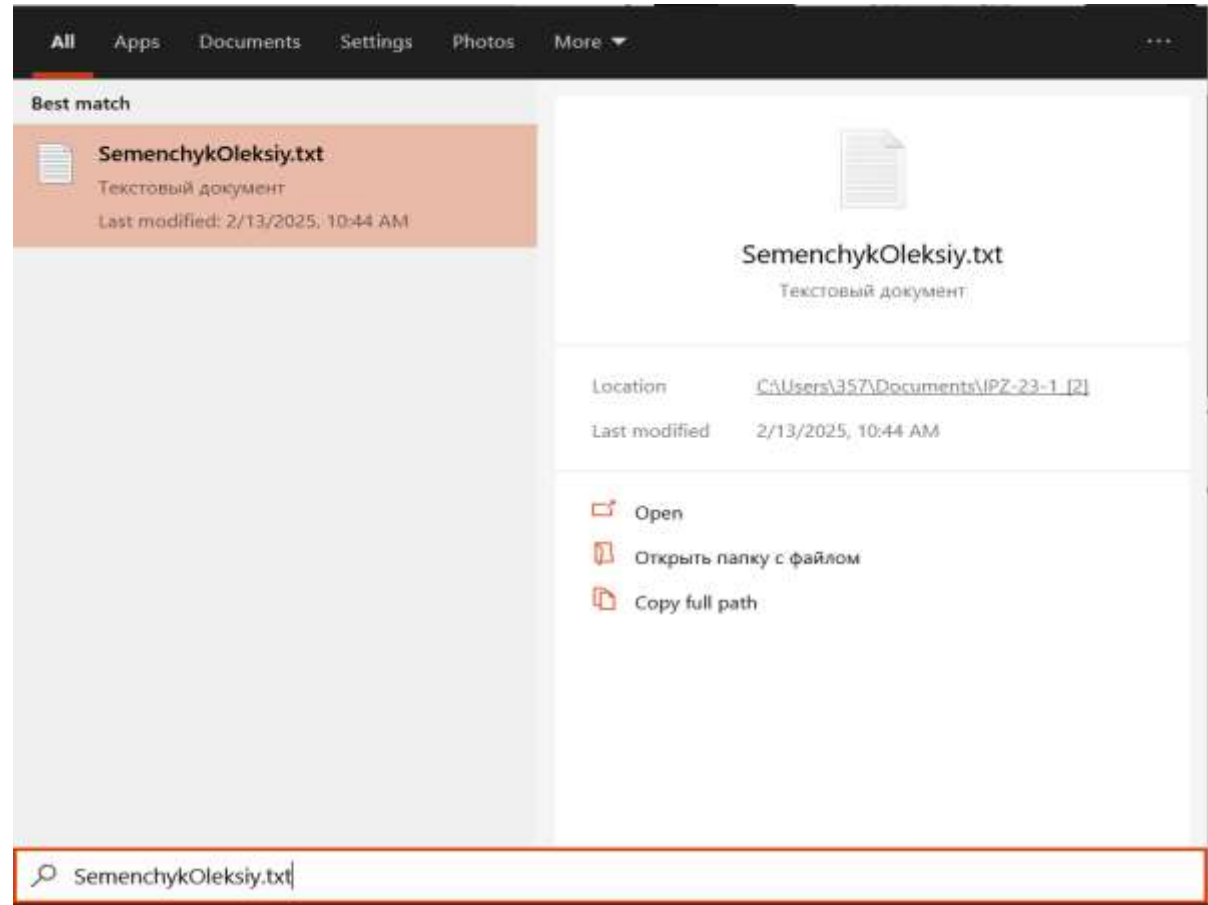 All Apps Documents Settings Photos More
Best match
SemenchykOleksiy.txt
Текстовый документ
Last modified: 2/13/2025, 10:44 AM
SemenchykOleksiy.txt
Текстовый документ
Location C:\Users\357\Documents\IPZ-23-1_[2]
Last modified 2/13/2025, 10:44 AM
Open
Открыть папку с файлом
Copy full path
SemenchykOleksiy.txt